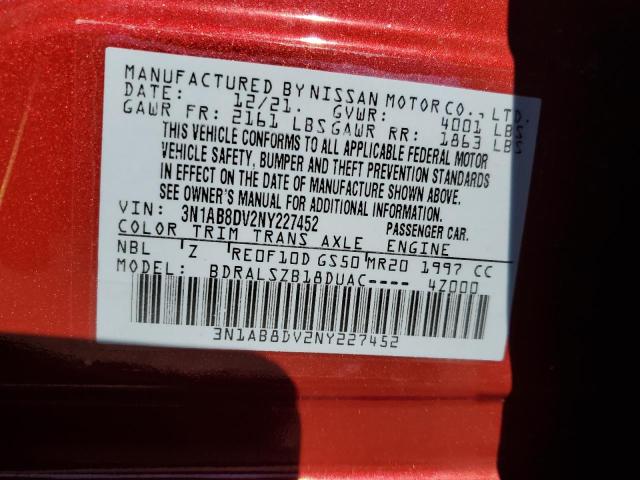 MANUFACTURED BY NISSAN MOTOR CO., LTD.
DATE: 12/21. GVWR: 4001 LBS
GAWR FR: 2161 LBS GAWR RR: 1863 LBS
THIS VEHICLE CONFORMS TO ALL APPLICABLE FEDERAL MOTOR
VEHICLE SAFETY, BUMPER AND THEFT PREVENTION STANDARDS
IN EFFECT ON THE DATE OF MANUFACTURE SHOWN ABOVE.
SEE OWNER'S MANUAL FOR ADDITIONAL INFORMATION.
VIN: 3N1AB8DV2NY227452 PASSENGER CAR.
COLOR TRIM TRANS AXLE ENGINE
NBL Z RE0F10D GS50 MR20 1997 CC
BDRALSZB18DUAC---- 4Z000
3N1AB8DV2NY227452